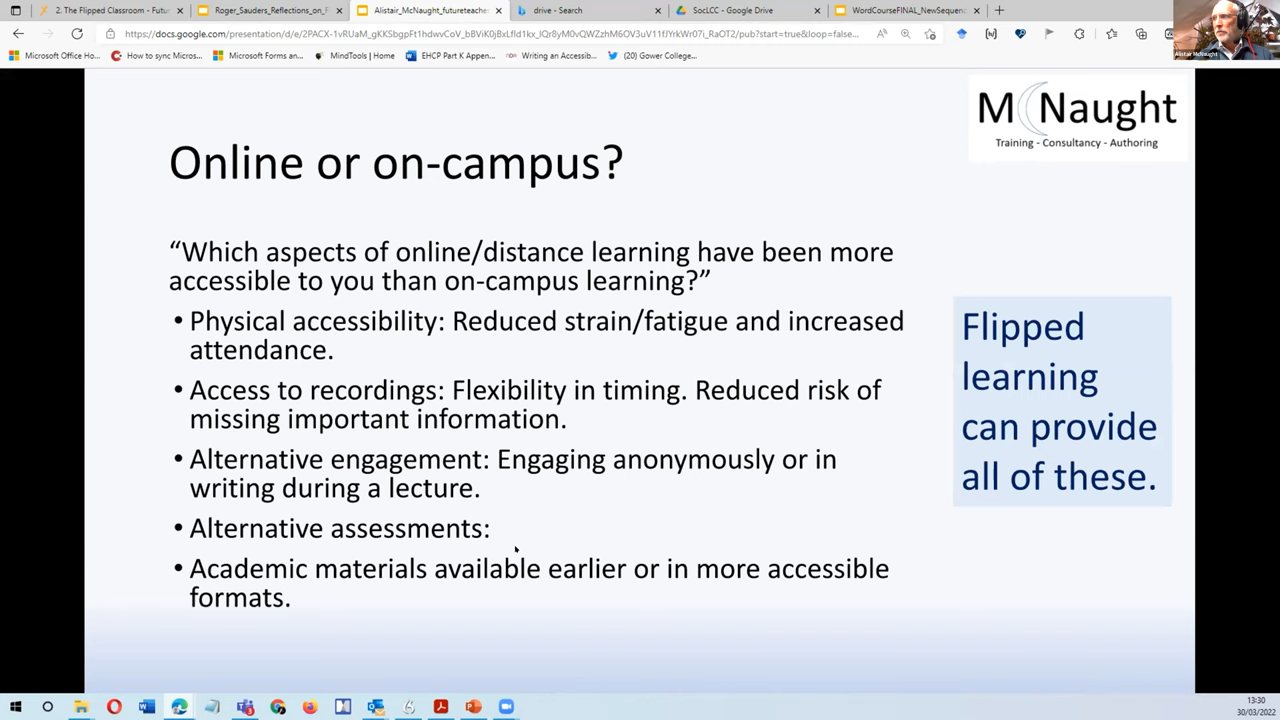 2. The Flipped Classroom - Futur
Roger_Sauders_Reflections_on_F
Alistair_McNaught_futureteache
drive - Search
SocLCC - Google Drive
WordCourseFINAL_NewSequenc
Microsoft Office Ho...
How to sync Micros...
Microsoft Forms an...
MindTools | Home
EHCP Part K Appen...
Writing an Accessib...
(20) Gower College...
Alistair McNaught
M Naught
Training - Consultancy - Authoring
Online or on-campus?
“Which aspects of online/distance learning have been more
accessible to you than on-campus learning?”
• Physical accessibility: Reduced strain/fatigue and increased
attendance.
• Access to recordings: Flexibility in timing. Reduced risk of
missing important information.
• Alternative engagement: Engaging anonymously or in
writing during a lecture.
• Alternative assessments:
• Academic materials available earlier or in more accessible
formats.
Flipped
learning
can provide
all of these.
13:30
30/03/2022